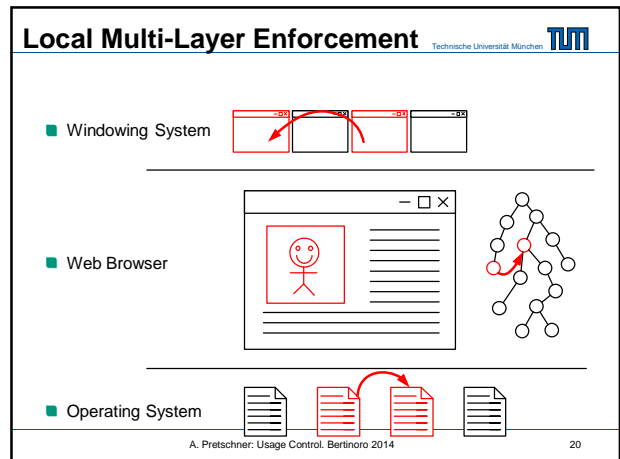 Local Multi-Layer Enforcement
Technische Universität München
TUM
Windowing System
Web Browser
Operating System
A. Pretschner: Usage Control. Bertinoro 2014
20